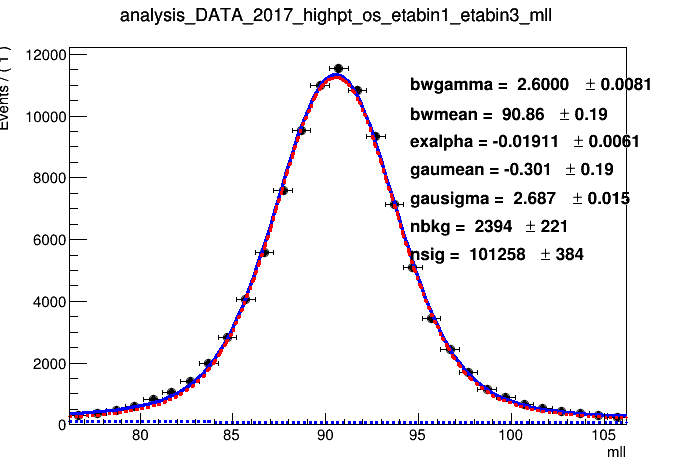 analysis_DATA_2017_highpt_os_etabin1_etabin3_mll
Events / ( 1 )
12000
10000
8000
6000
4000
2000
0
bwgamma = 2.6000 ± 0.0081
bwmean = 90.86 ± 0.19
exalpha = -0.01911 ± 0.0061
gaumean = -0.301 ± 0.19
gausigma = 2.687 ± 0.015
nbkg = 2394 ± 221
nsig = 101258 ± 384
80 85 90 95 100 105
mll